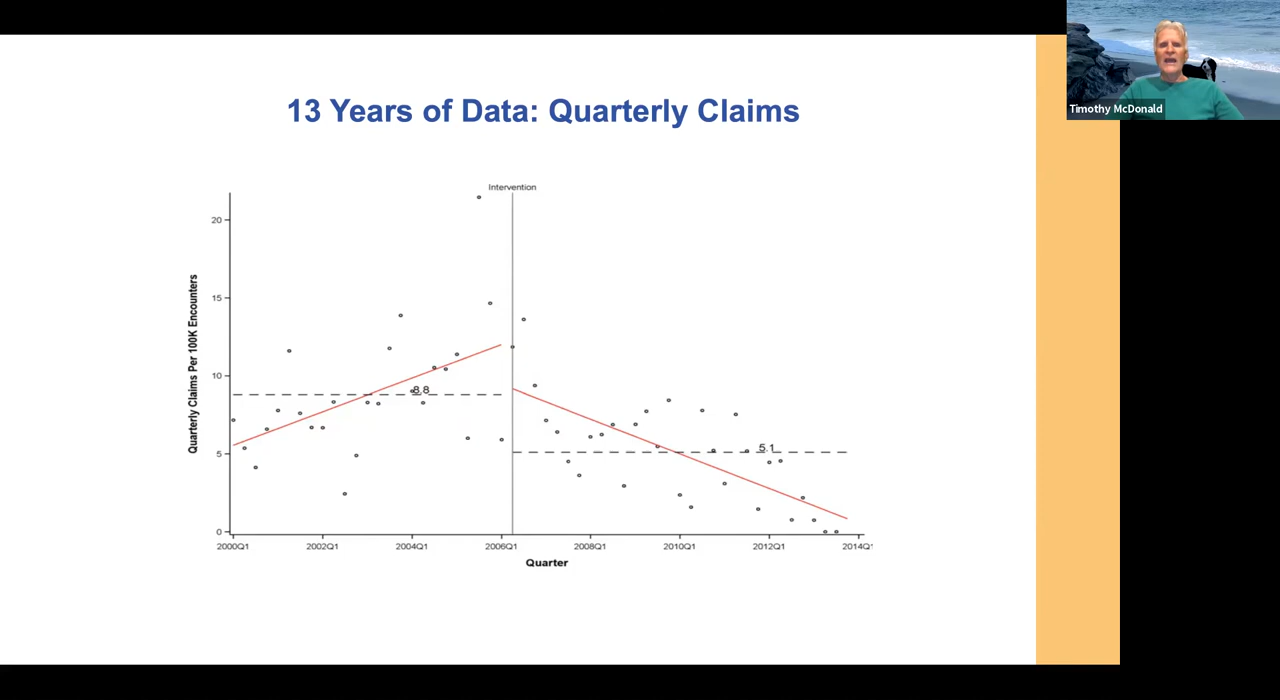 Timothy McDonald
13 Years of Data: Quarterly Claims
Intervention
Quarterly Claims Per 100K Encounters
20
15
10
5
0
8.8
5.1
2000Q1 2002Q1 2004Q1 2006Q1 2008Q1 2010Q1 2012Q1 2014Q
Quarter